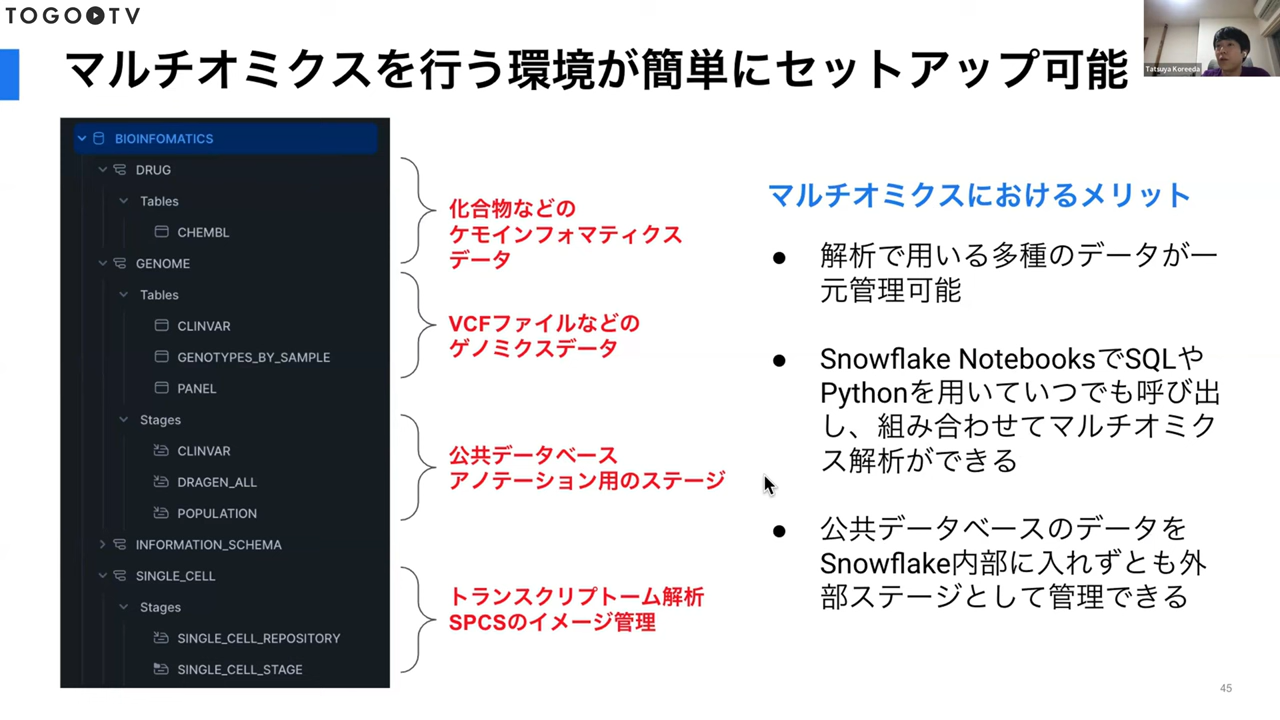 TOGO TV
Tatsuya Koreeda
マルチオミクスを行う環境が簡単にセットアップ可能
BIOINFOMATICS
DRUG
Tables
CHEMBL
GENOME
Tables
CLINVAR
GENOTYPES_BY_SAMPLE
PANEL
Stages
CLINVAR
DRAGEN_ALL
POPULATION
INFORMATION_SCHEMA
SINGLE_CELL
Stages
SINGLE_CELL_REPOSITORY
SINGLE_CELL_STAGE
化合物などの
ケモインフォマティクス
データ
VCFファイルなどの
ゲノミクスデータ
公共データベース
アノテーション用のステージ
トランスクリプトーム解析
SPCSのイメージ管理
マルチオミクスにおけるメリット
● 解析で用いる多種のデータが一
元管理可能
● Snowflake NotebooksでSQLや
Pythonを用いていつでも呼び出
し、組み合わせてマルチオミク
ス解析ができる
● 公共データベースのデータを
Snowflake内部に入れずとも外
部ステージとして管理できる
45